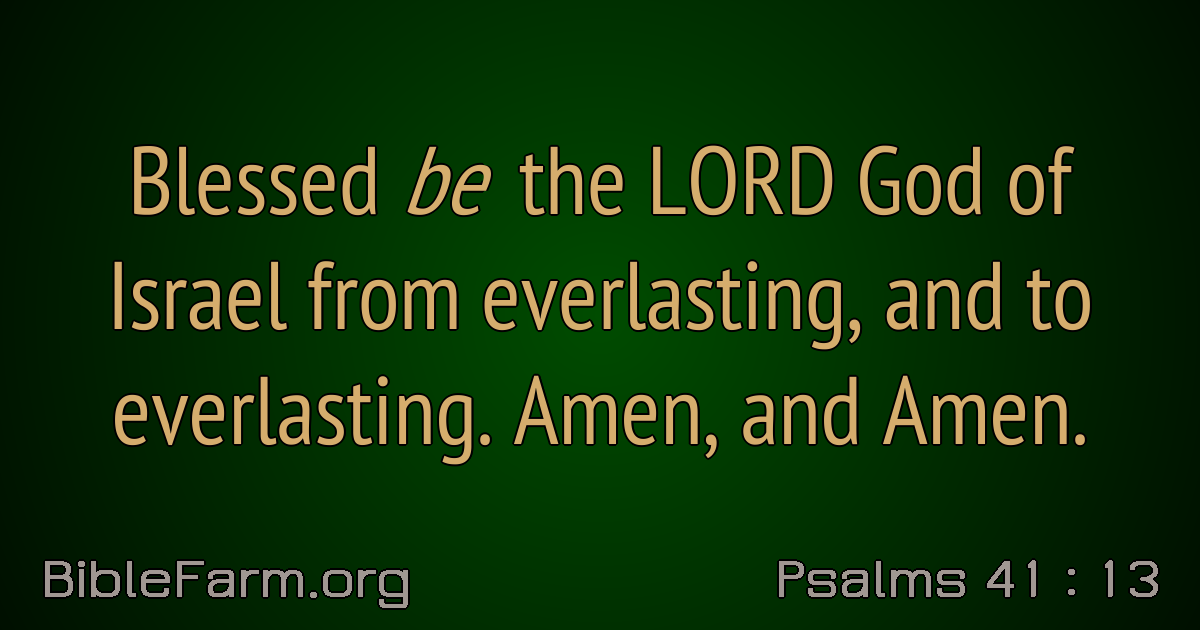 Blessed be the LORD God of
Israel from everlasting, and to
everlasting. Amen, and Amen.
BibleFarm.org
Psalms 41 : 13